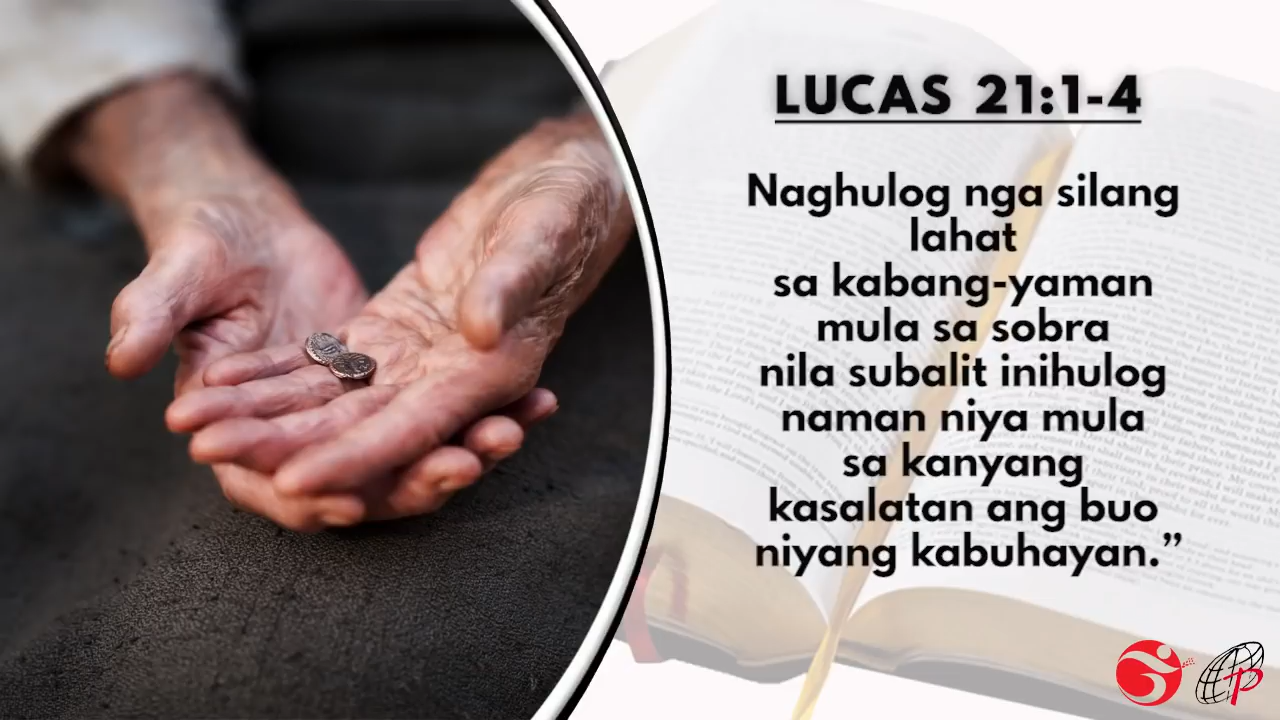 LUCAS 21:1-4
Naghulog nga silang
lahat
sa kabang-yaman
mula sa sobra
nila subalit inihulog
naman niya mula
sa kanyang
kasalatan ang buo
niyang kabuhayan.”